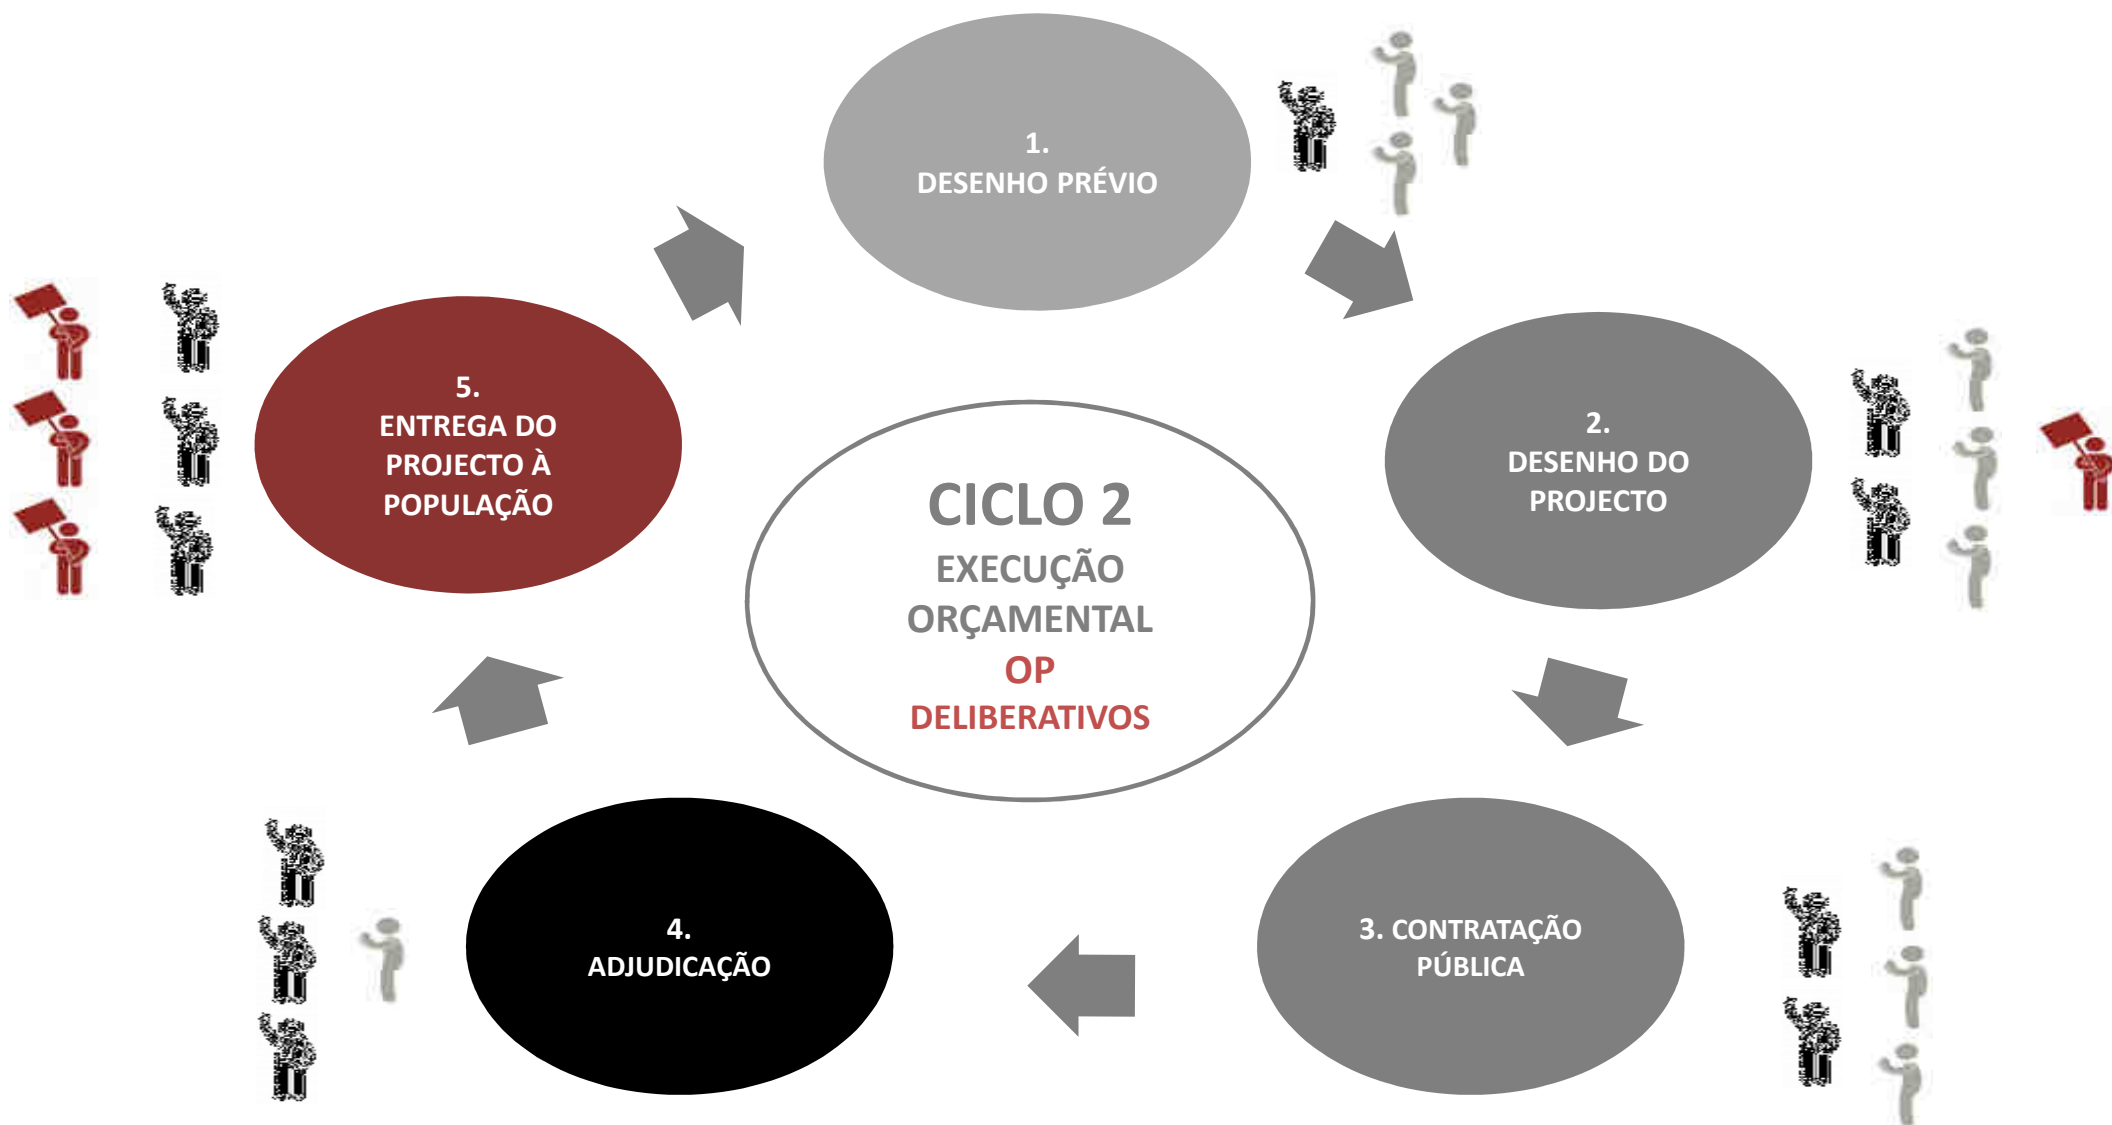 1.
DESENHO PRÉVIO
2.
DESENHO DO
PROJECTO
3. CONTRATAÇÃO
PÚBLICA
4.
ADJUDICAÇÃO
5.
ENTREGA DO
PROJECTO À
POPULAÇÃO
CICLO 2
EXECUÇÃO
ORÇAMENTAL
OP
DELIBERATIVOS